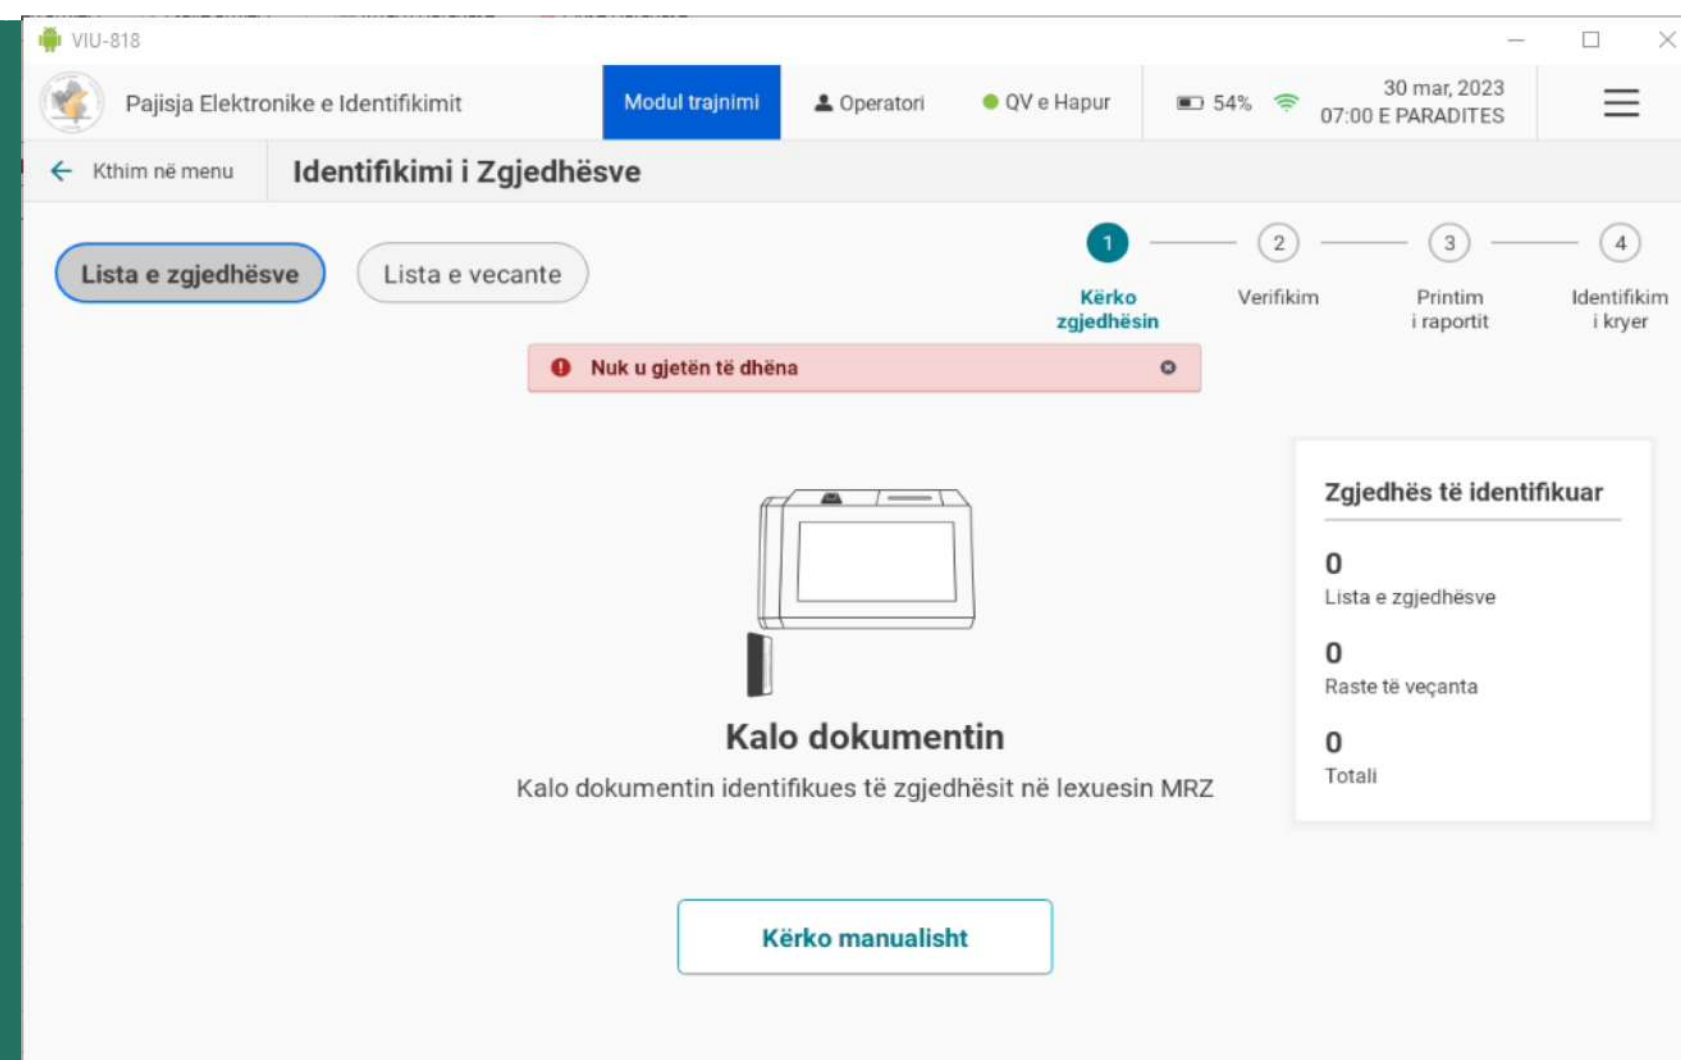 VIU-818
Pajisja Elektronike e Identifikimit
Modul trajnimi
Operatori
QV e Hapur
54%
30 mar, 2023
07:00 E PARADITES
Kthim në menu
Identifikimi i Zgjedhësve
Lista e zgjedhësve
Lista e vecante
1
2
3
4
Kërko
zgjedhësin
Verifikim
Printim
i raportit
Identifikim
i kryer
Nuk u gjetën të dhëna
Zgjedhës të identifikuar
0
Lista e zgjedhësve
0
Raste të veçanta
0
Totali
Kalo dokumentin
Kalo dokumentin identifikues të zgjedhësit në lexuesin MRZ
Kërko manualisht